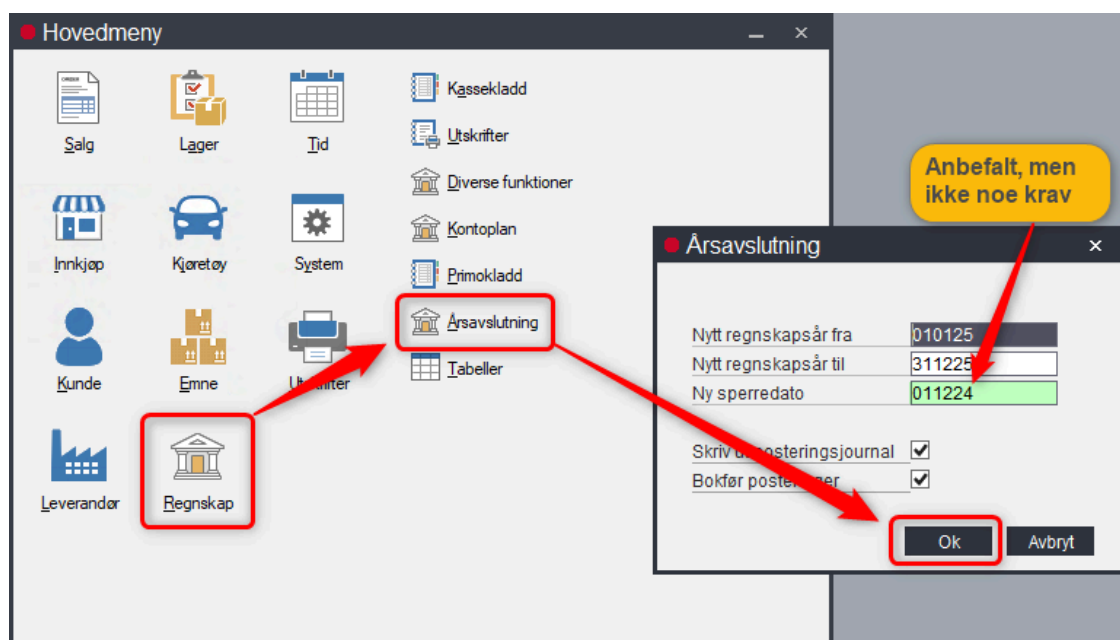 Hovedmeny
Salg
Lager
Tid
Kassekladd
Utskrifter
Diverse funktioner
Kontoplan
Primokladd
Årsavslutning
Tabeller
Innkjøp
Kjøretøy
System
Kunde
Emne
Leverandør
Regnskap
Anbefalt, men
ikke noe krav
Årsavslutning
Nytt regnskapsår fra 010125
Nytt regnskapsår til 311225
Ny sperredato 011224
Skriv posteringsjournal
Bokfør
Ok Avbryt